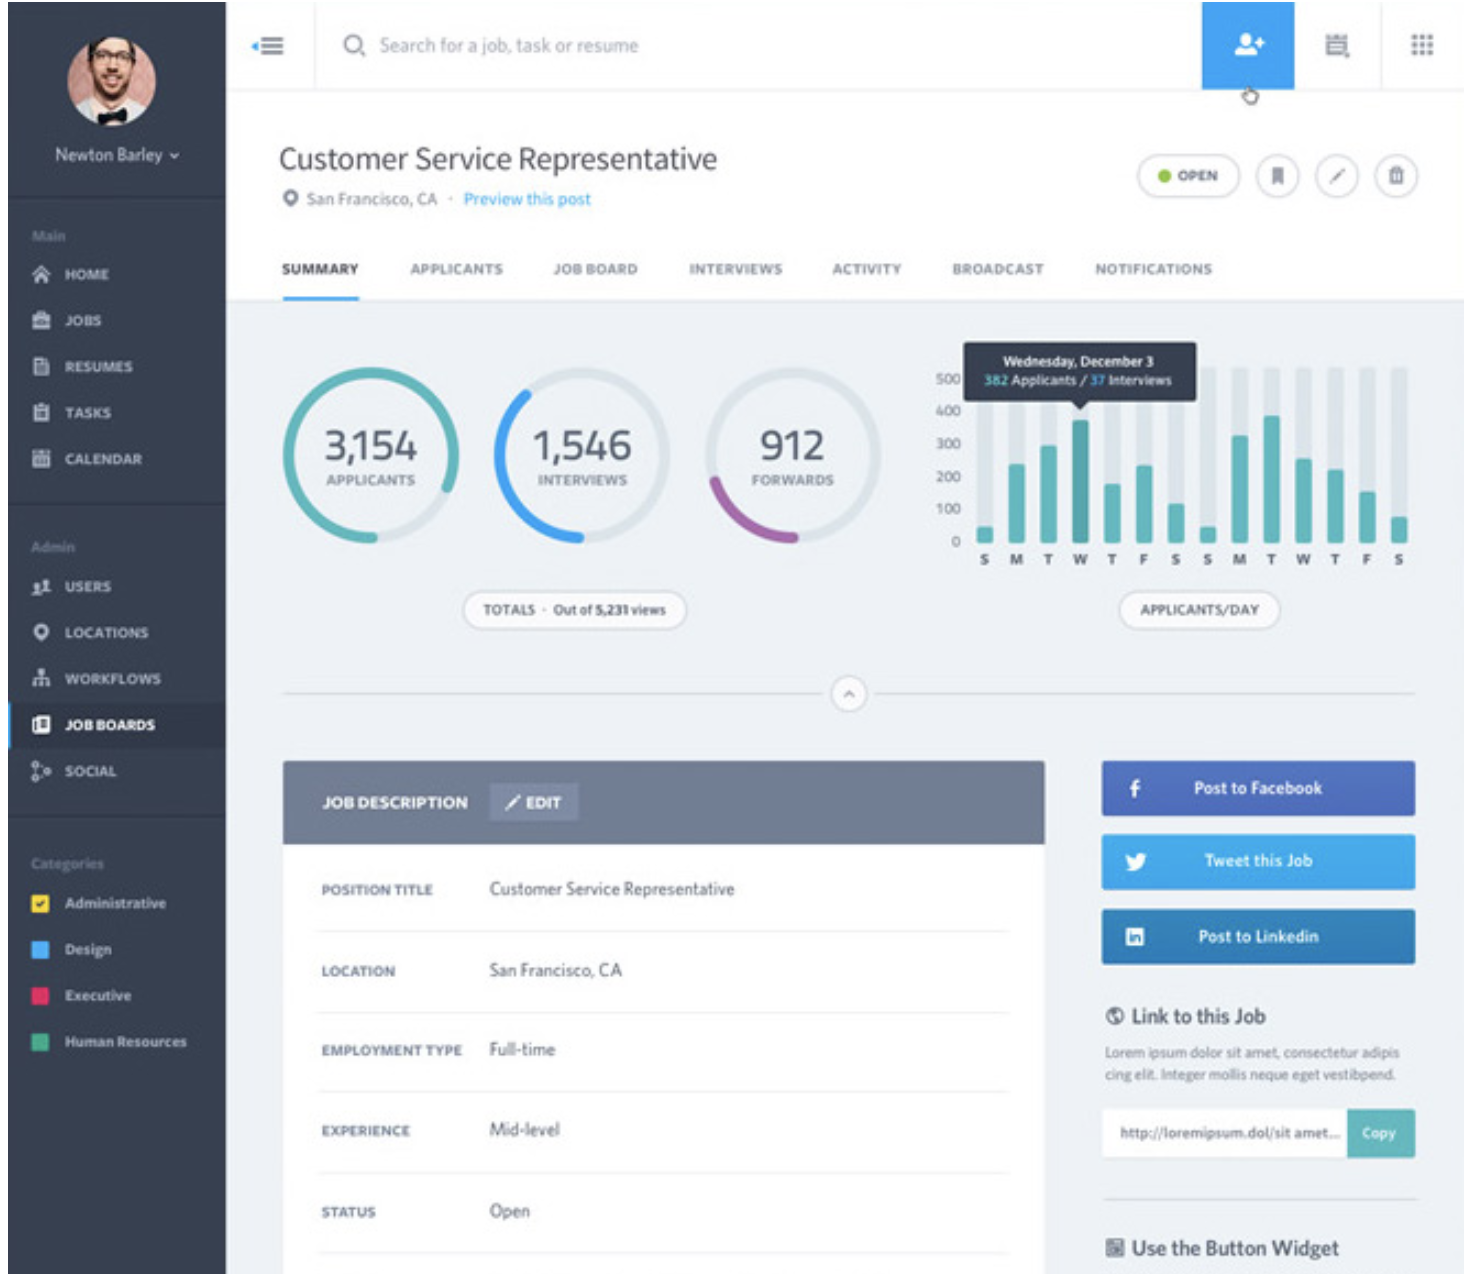 Newton Barley
Main
HOME
JOBS
RESUMES
TASKS
CALENDAR
Admin
USERS
LOCATIONS
WORKFLOWS
JOB BOARDS
SOCIAL
Categories
Administrative
Design
Executive
Human Resources
Search for a job, task or resume
Customer Service Representative
San Francisco, CA · Preview this post
OPEN
SUMMARY APPLICANTS JOB BOARD INTERVIEWS ACTIVITY BROADCAST NOTIFICATIONS
3,154
APPLICANTS
1,546
INTERVIEWS
912
FORWARDS
TOTALS · Out of 5,231 views
Wednesday, December 3
382 Applicants / 37 Interviews
500
400
300
200
100
0
S M T W T F S S M T W T F S
APPLICANTS/DAY
JOB DESCRIPTION EDIT
POSITION TITLE Customer Service Representative
LOCATION San Francisco, CA
EMPLOYMENT TYPE Full-time
EXPERIENCE Mid-level
STATUS Open
Post to Facebook
Tweet this Job
in Post to Linkedin
Link to this Job
Lorem ipsum dolor sit amet, consectetur adipis
cing elit. Integer mollis neque eget vestibpend.
http://loremipsum.dol/sit amet... Copy
Use the Button Widget